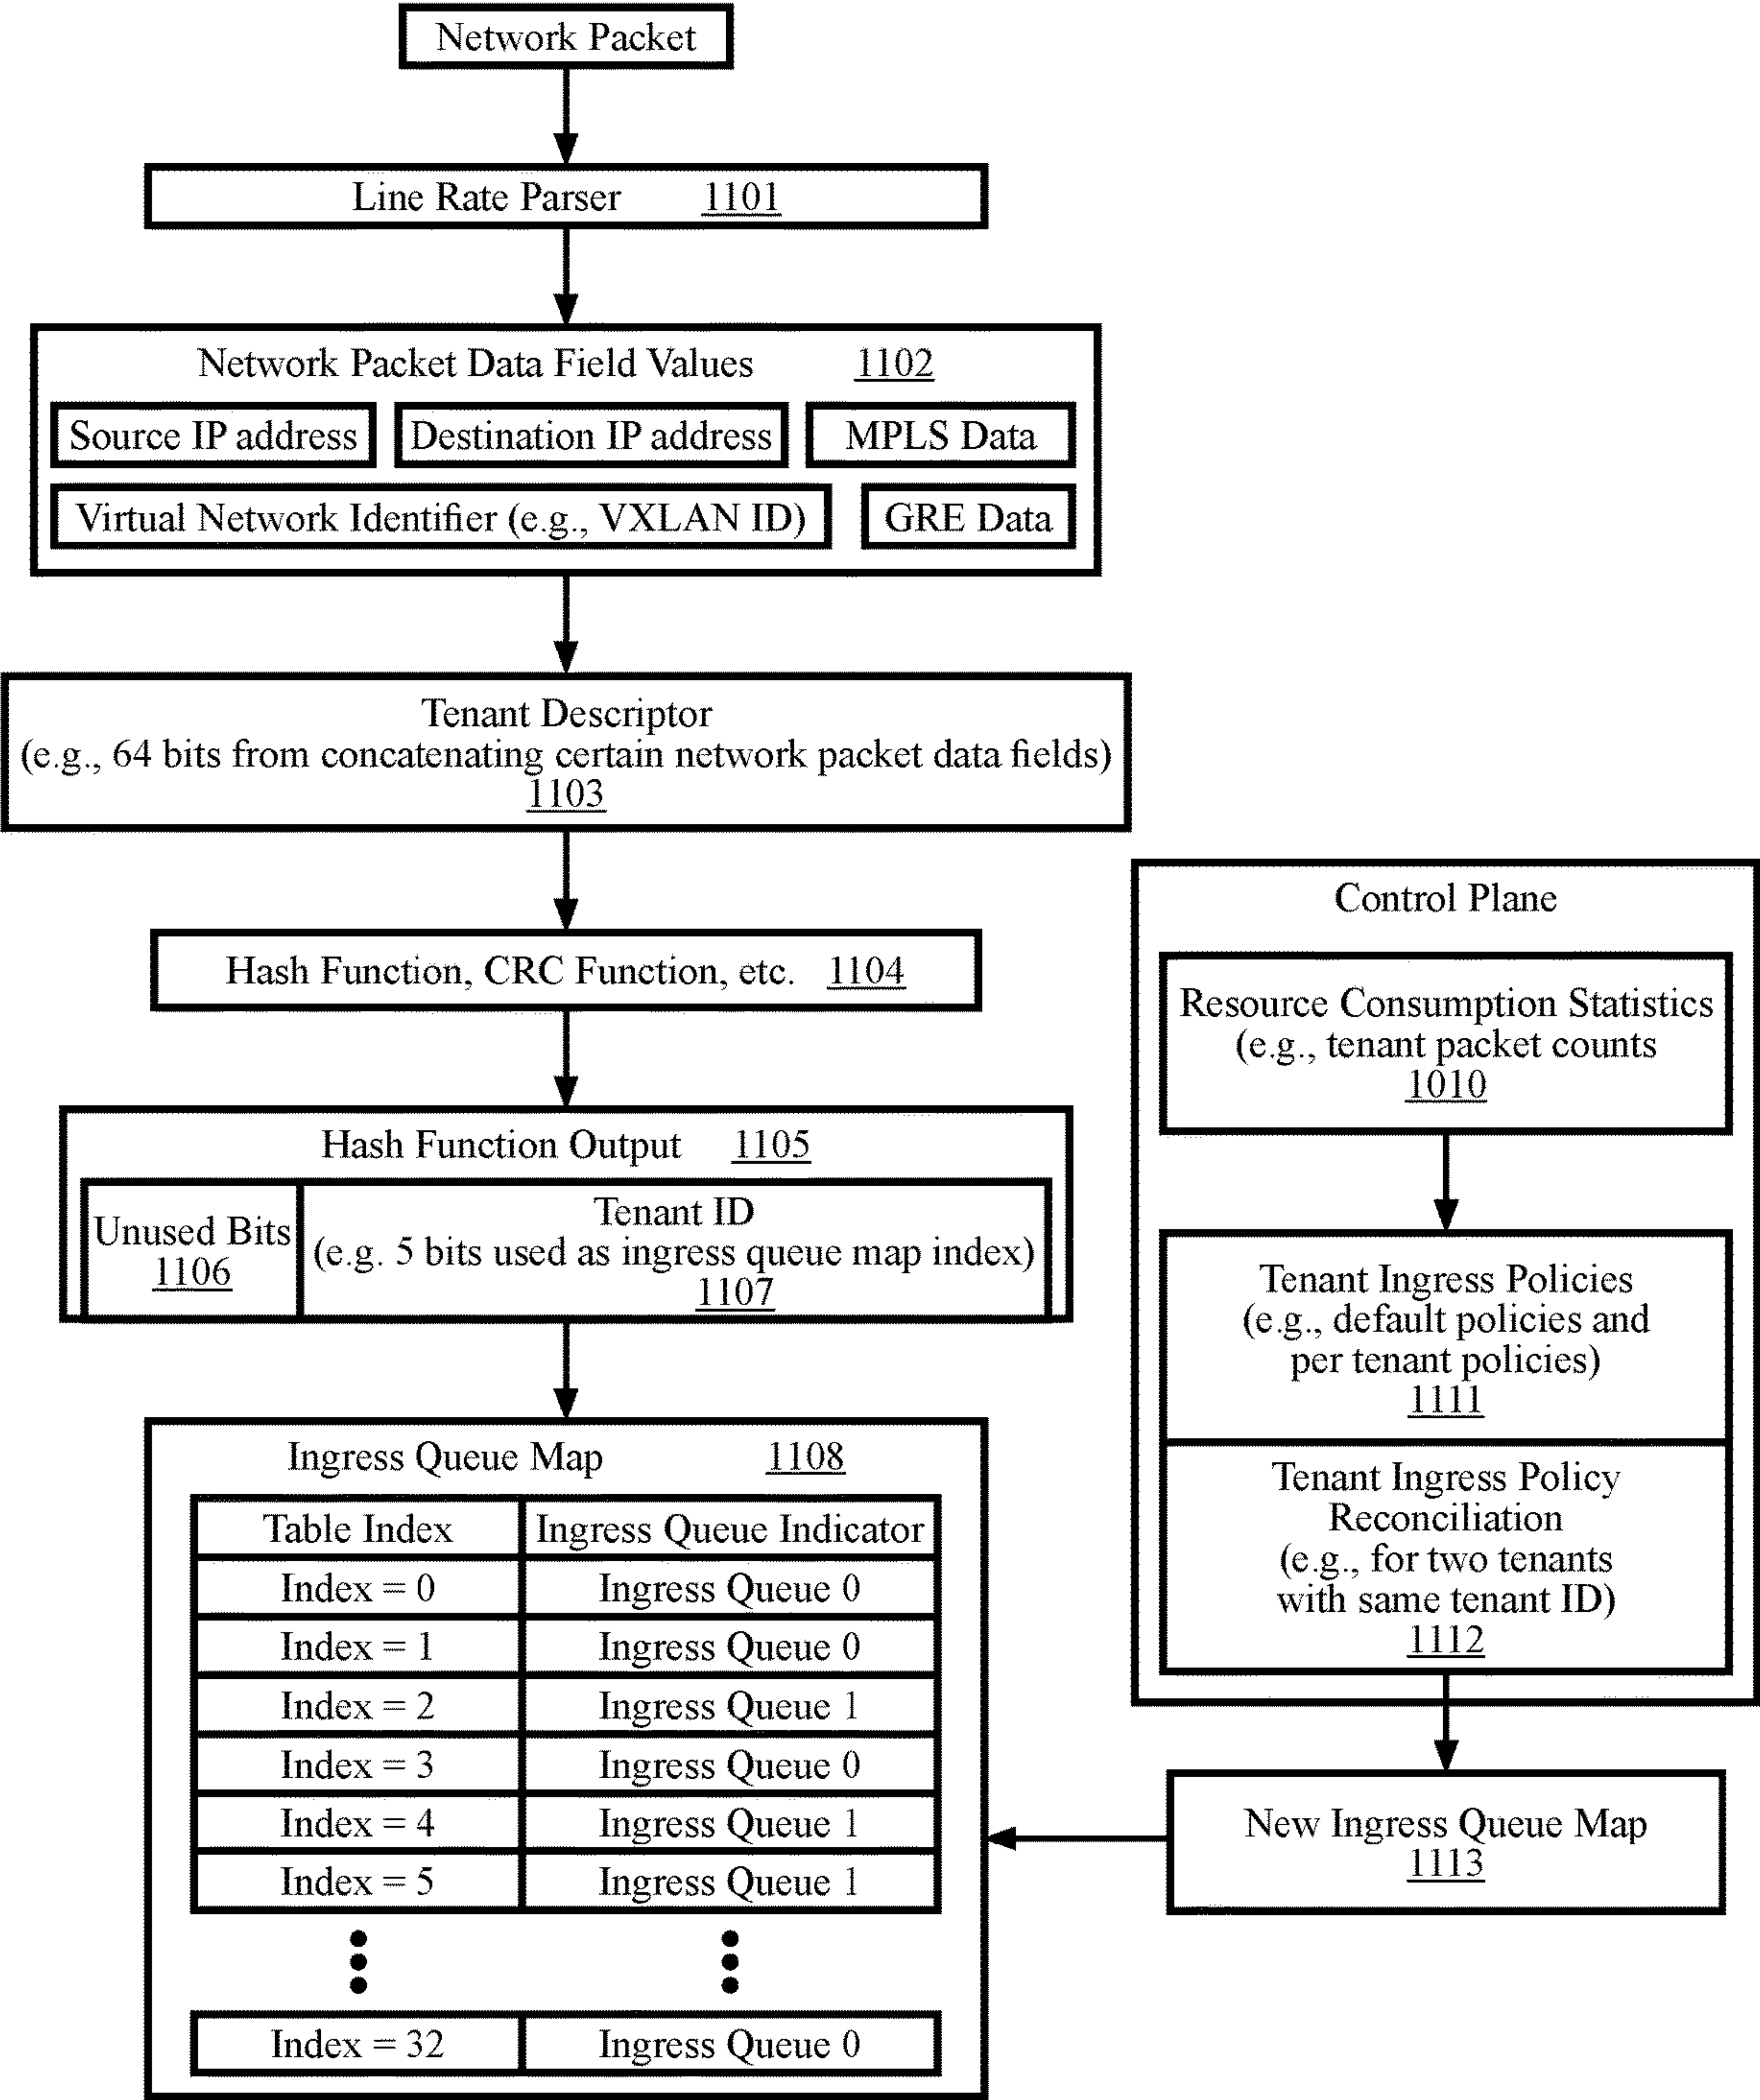 Network Packet
Line Rate Parser 1101
Network Packet Data Field Values 1102
Source IP address Destination IP address MPLS Data
Virtual Network Identifier (e.g., VXLAN ID) GRE Data
Tenant Descriptor
(e.g., 64 bits from concatenating certain network packet data fields)
1103
Hash Function, CRC Function, etc. 1104
Hash Function Output 1105
Unused Bits
1106
Tenant ID
(e.g. 5 bits used as ingress queue map index)
1107
Ingress Queue Map 1108
Table Index Ingress Queue Indicator
Index = 0 Ingress Queue 0
Index = 1 Ingress Queue 0
Index = 2 Ingress Queue 1
Index = 3 Ingress Queue 0
Index = 4 Ingress Queue 1
Index = 5 Ingress Queue 1
Index = 32 Ingress Queue 0
Control Plane
Resource Consumption Statistics
(e.g., tenant packet counts
1010
Tenant Ingress Policies
(e.g., default policies and
per tenant policies)
1111
Tenant Ingress Policy
Reconciliation
(e.g., for two tenants
with same tenant ID)
1112
New Ingress Queue Map
1113